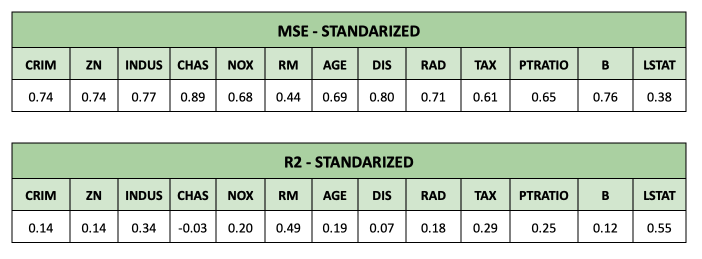 MSE - STANDARIZED
CRIM ZN INDUS CHAS NOX RM AGE DIS RAD TAX PTRATIO B LSTAT
0.74 0.74 0.77 0.89 0.68 0.44 0.69 0.80 0.71 0.61 0.65 0.76 0.38
R2 - STANDARIZED
CRIM ZN INDUS CHAS NOX RM AGE DIS RAD TAX PTRATIO B LSTAT
0.14 0.14 0.34 -0.03 0.20 0.49 0.19 0.07 0.18 0.29 0.25 0.12 0.55